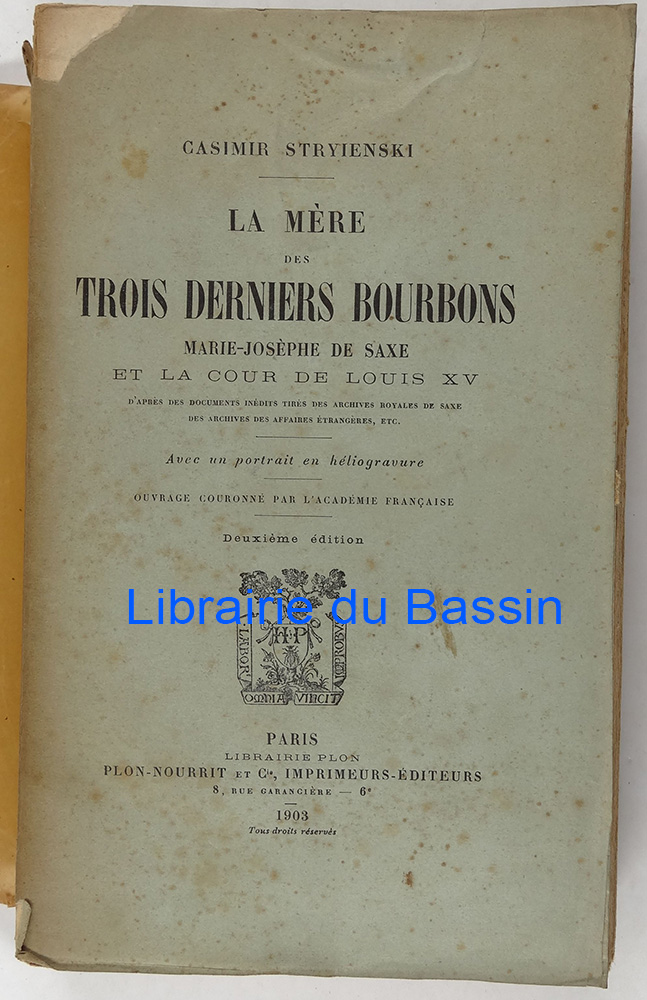 CASIMIR STRYIENSKI
LA MÈRE
DES
TROIS DERNIERS BOURBONS
MARIE-JOSÈPHE DE SAXE
ET LA COUR DE LOUIS XV
D'APRÈS DES DOCUMENTS INÉDITS TIRÉS DES ARCHIVES ROYALES DE SAXE
DES ARCHIVES DES AFFAIRES ÉTRANGÈRES, ETC.
Avec un portrait en héliogravure
OUVRAGE COURONNÉ PAR L'ACADÉMIE FRANÇAISE
Deuxième édition
Librairie du Bassin
LABOR
H P
IMPROBVS
OMNIA VINCIT
PARIS
LIBRAIRIE PLON
PLON-NOURRIT ET Cie, IMPRIMEURS-ÉDITEURS
8, RUE GARANCIÈRE — 6e
1903
Tous droits réservés